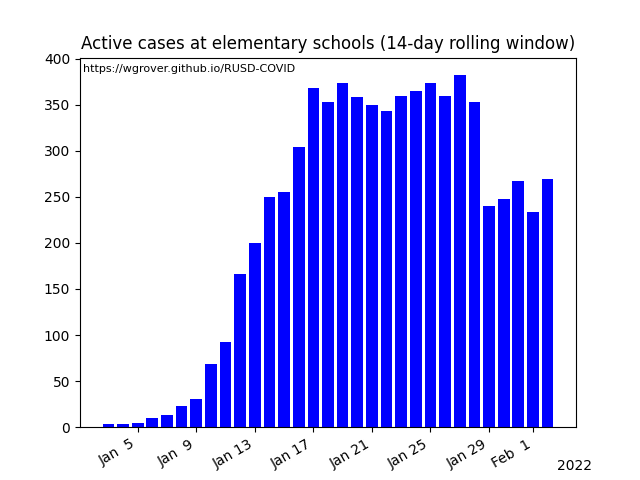 Active cases at elementary schools (14-day rolling window)
https://wgrover.github.io/RUSD-COVID
400
350
300
250
200
150
100
50
0
Jan 5
Jan 9
Jan 13
Jan 17
Jan 21
Jan 25
Jan 29
Feb 1
2022